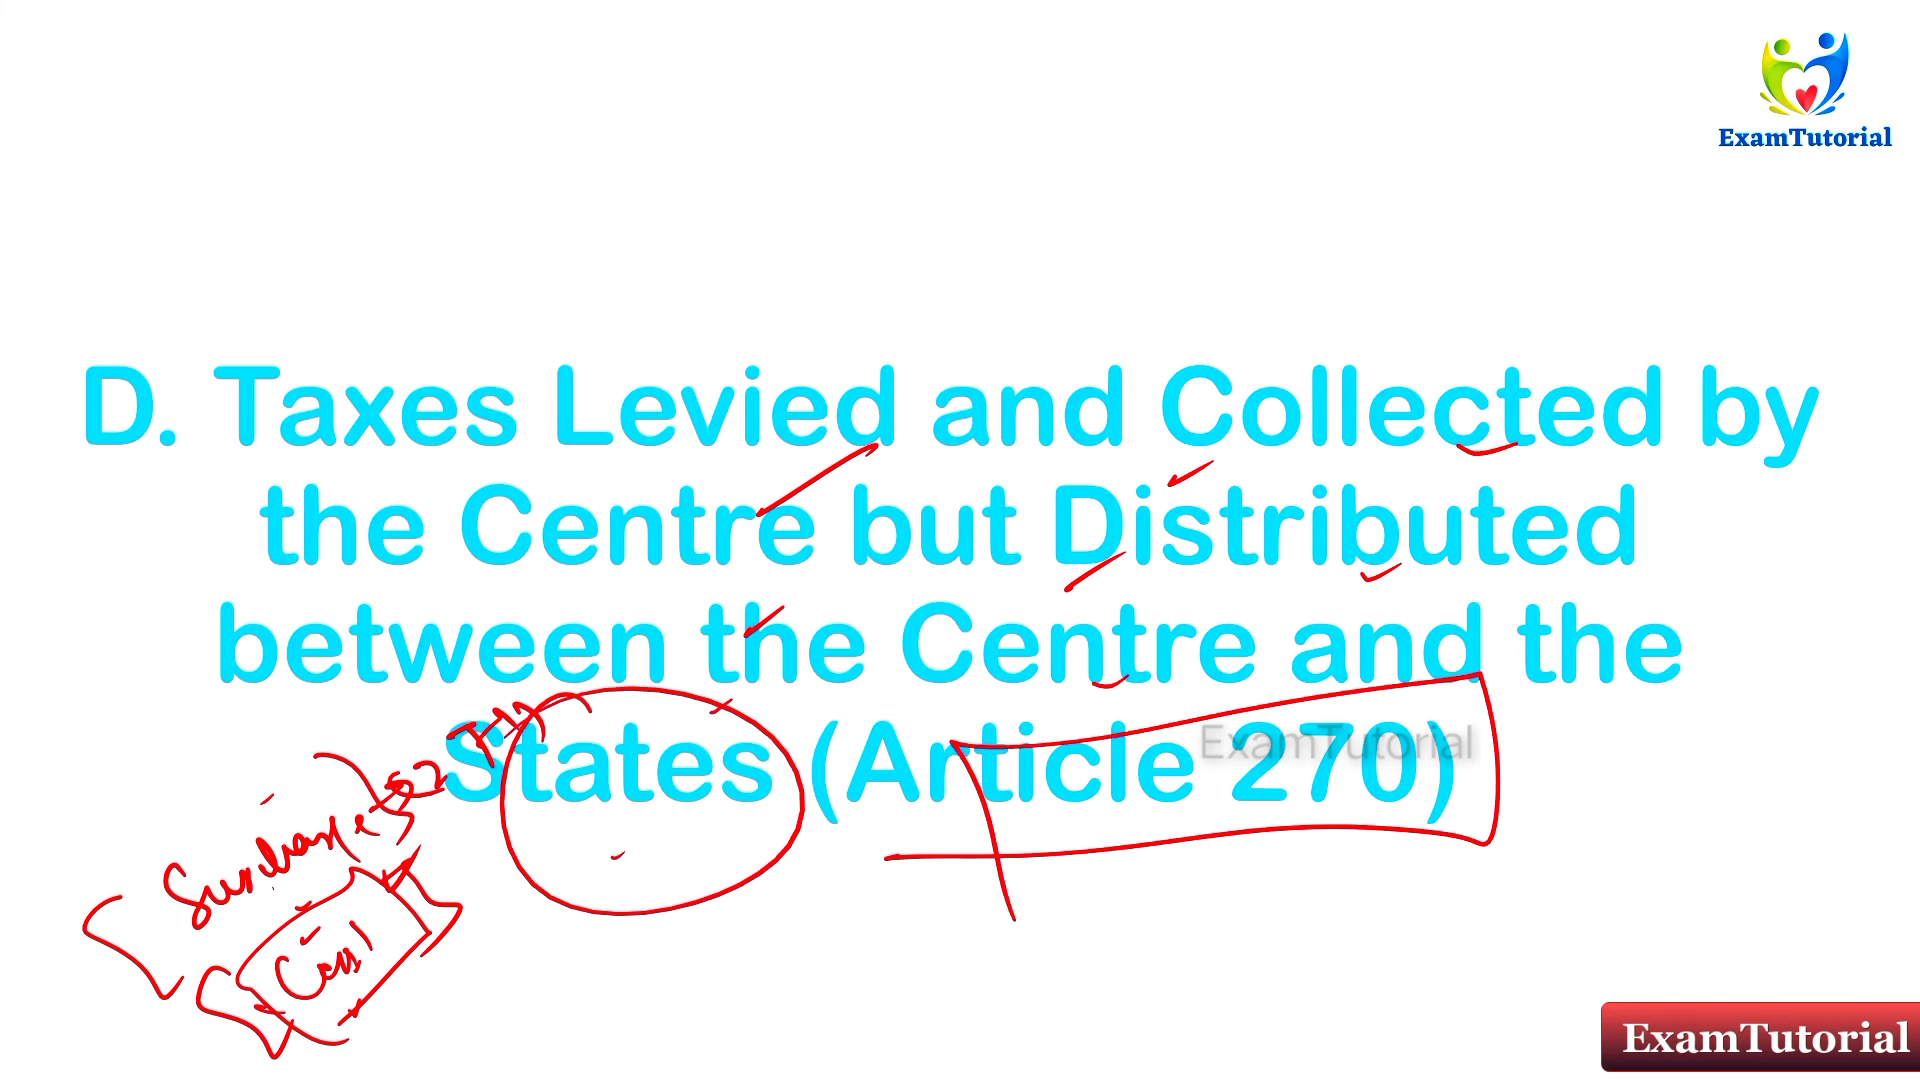 ExamTutorial
D. Taxes Levied and Collected by
the Centre but Distributed
between the Centre and the
States (Article 270)
ExamTutorial
Cess
ExamTutorial